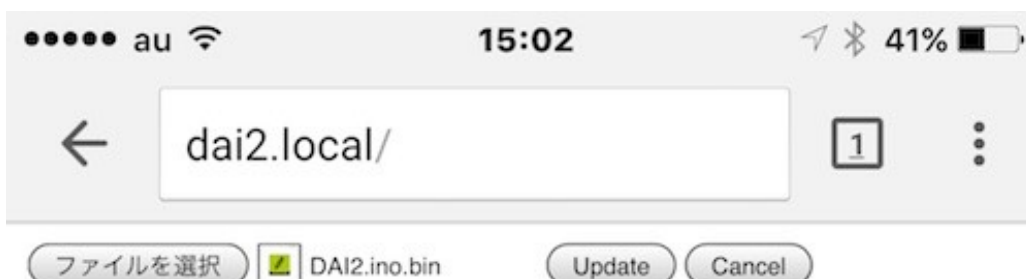 au 15:02 41%
dai2.local/ 1
ファイルを選択 DAI2.ino.bin Update Cancel